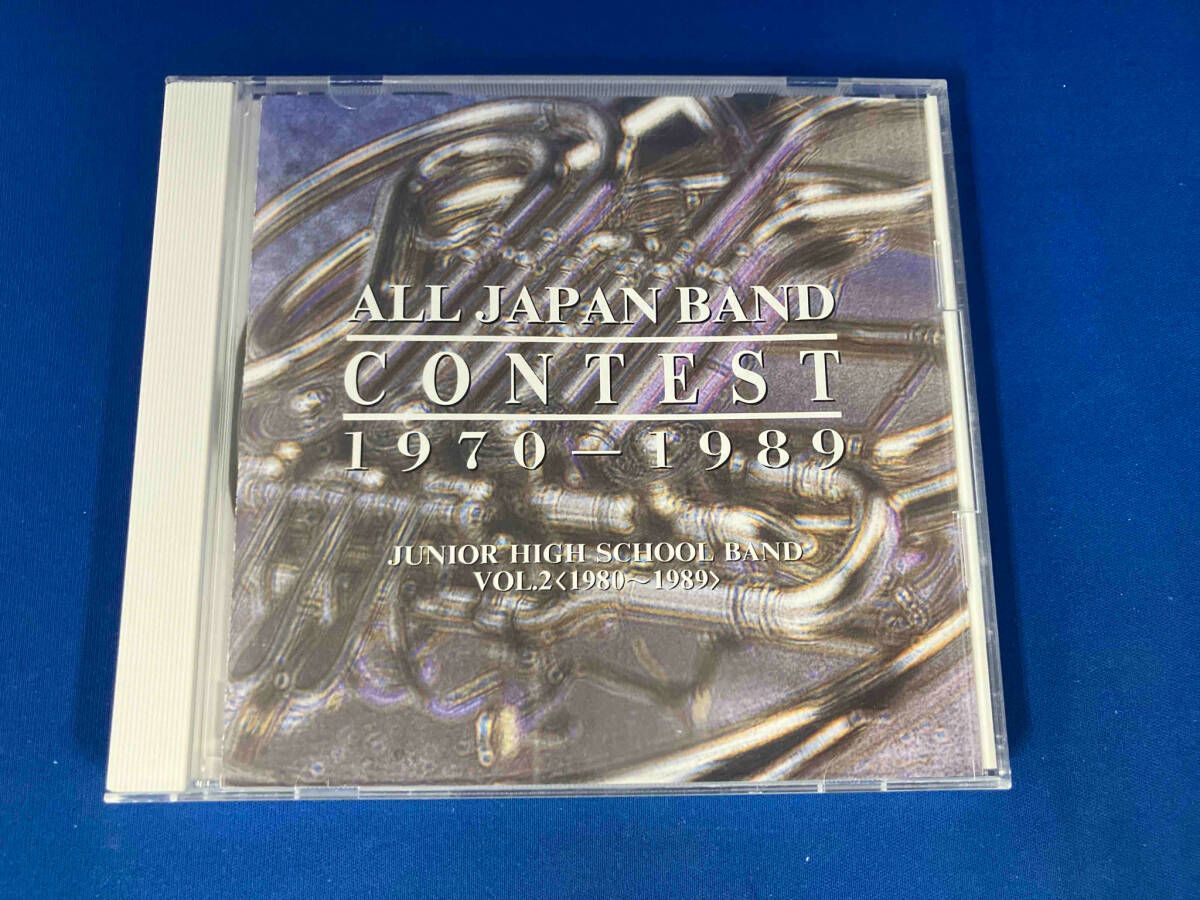 ALL JAPAN BAND
CONTEST
1970—1989
JUNIOR HIGH SCHOOL BAND
VOL.2〈1980～1989〉